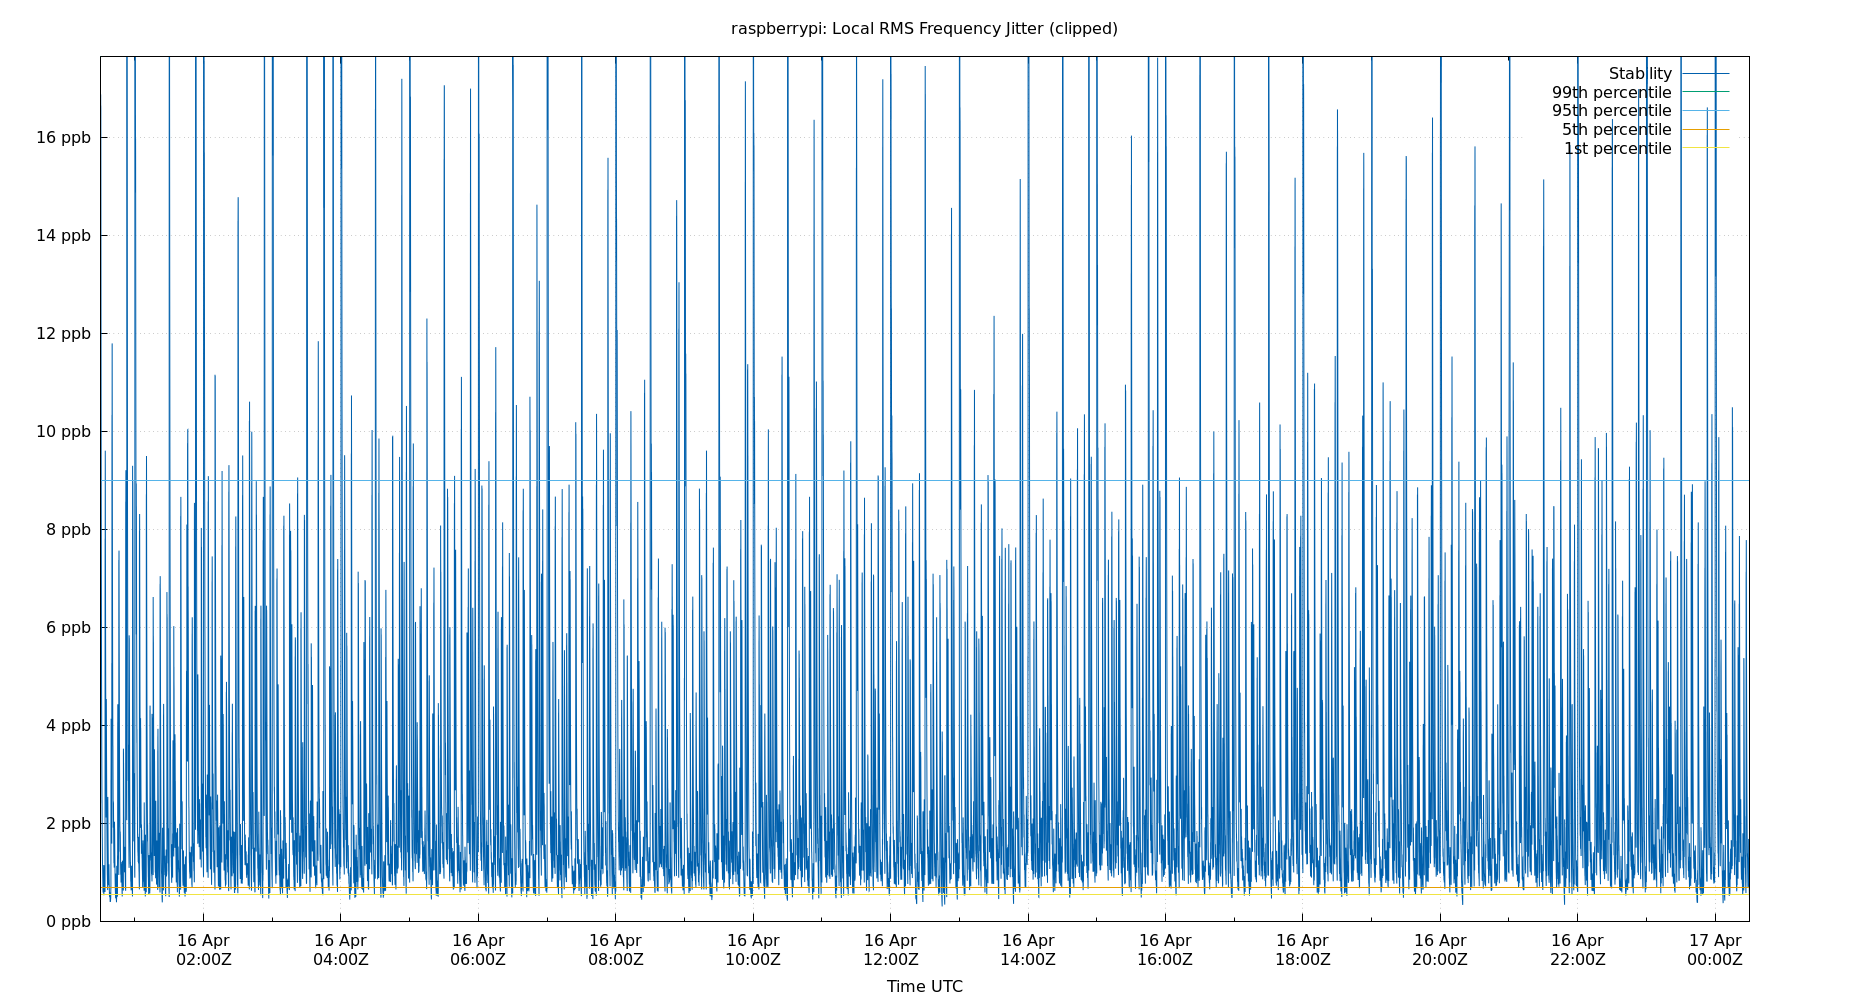 raspberrypi: Local RMS Frequency Jitter (clipped)
Stability
99th percentile
95th percentile
5th percentile
1st percentile
16 ppb
14 ppb
12 ppb
10 ppb
8 ppb
6 ppb
4 ppb
2 ppb
0 ppb
16 Apr 16 Apr 16 Apr 16 Apr 16 Apr 16 Apr 16 Apr 16 Apr 16 Apr 16 Apr 16 Apr 17 Apr
02:00Z 04:00Z 06:00Z 08:00Z 10:00Z 12:00Z 14:00Z 16:00Z 18:00Z 20:00Z 22:00Z 00:00Z
Time UTC